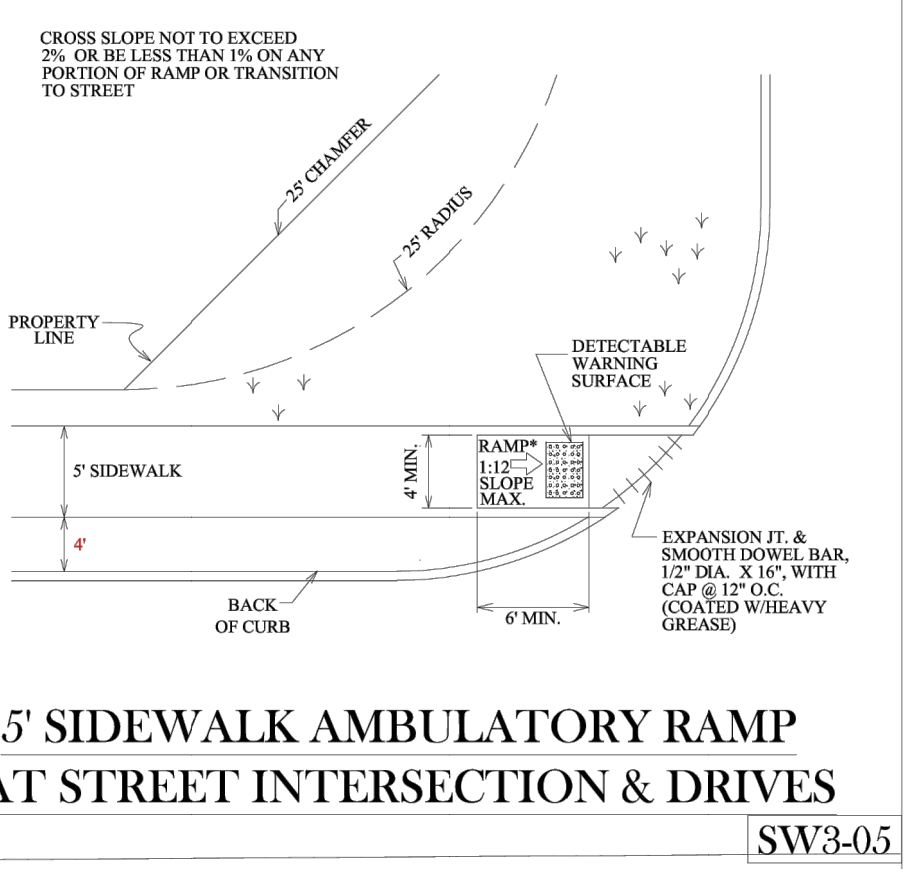 CROSS SLOPE NOT TO EXCEED
2% OR BE LESS THAN 1% ON ANY
PORTION OF RAMP OR TRANSITION
TO STREET
25' CHAMFER
25' RADIUS
PROPERTY
LINE
DETECTABLE
WARNING
SURFACE
5' SIDEWALK
4' MIN.
RAMP*
1:12
SLOPE
MAX.
4'
EXPANSION JT. &
SMOOTH DOWEL BAR,
1/2" DIA. X 16", WITH
CAP @ 12" O.C.
(COATED W/HEAVY
GREASE)
BACK
OF CURB
6' MIN.
5' SIDEWALK AMBULATORY RAMP
AT STREET INTERSECTION & DRIVES
SW3-05